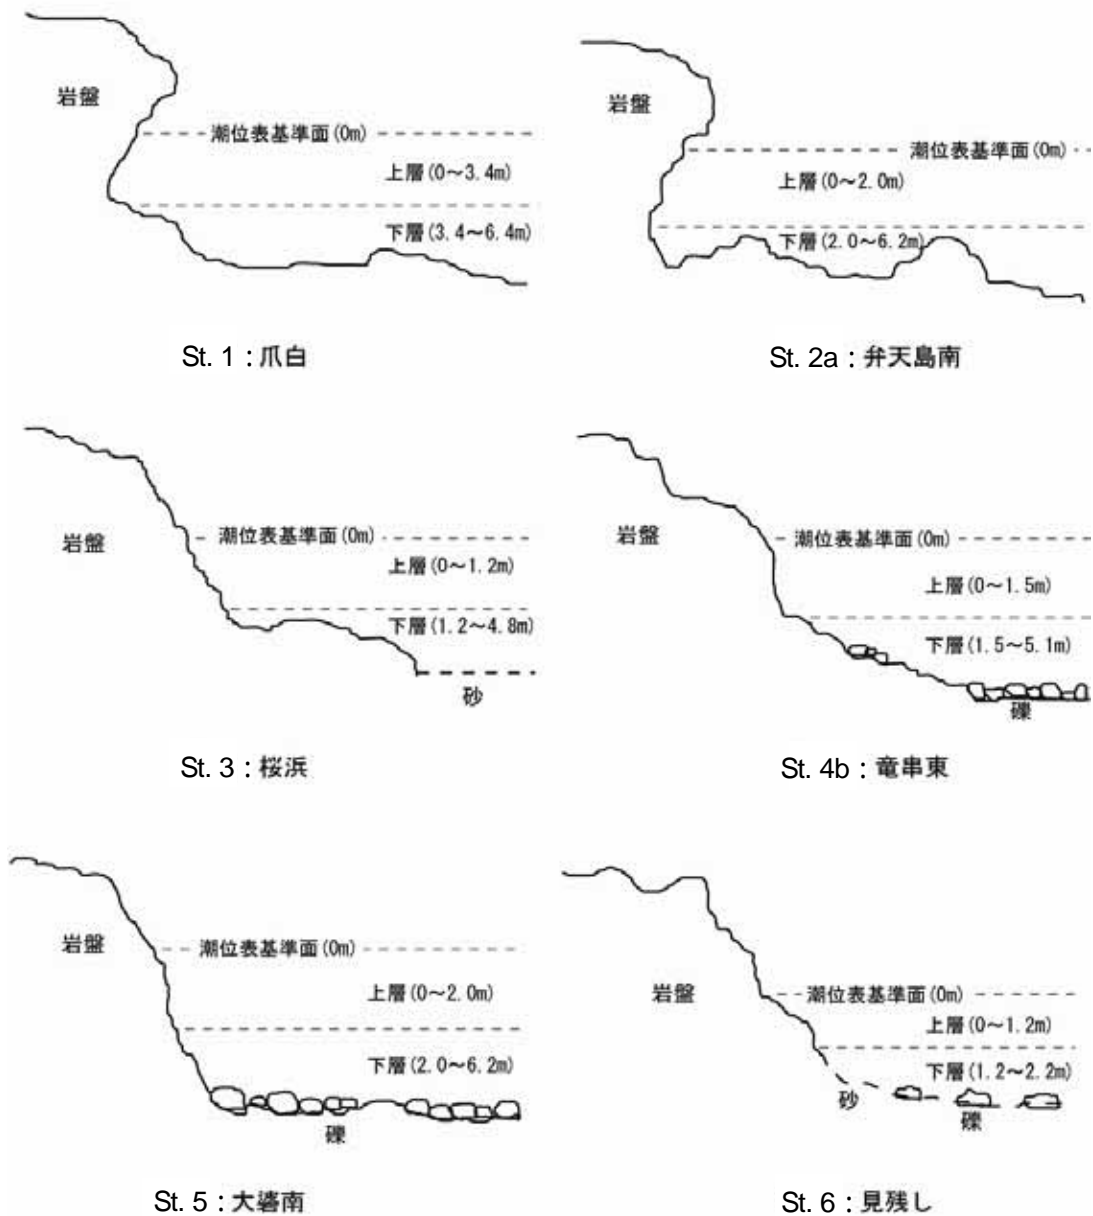 岩盤
潮位表基準面(0m)
上層(0～3.4m)
下層(3.4～6.4m)
St. 1：爪白
岩盤
潮位表基準面(0m)
上層(0～2.0m)
下層(2.0～6.2m)
St. 2a：弁天島南
岩盤
潮位表基準面(0m)
上層(0～1.2m)
下層(1.2～4.8m)
砂
St. 3：桜浜
岩盤
潮位表基準面(0m)
上層(0～1.5m)
下層(1.5～5.1m)
礫
St. 4b：竜串東
岩盤
潮位表基準面(0m)
上層(0～2.0m)
下層(2.0～6.2m)
礫
St. 5：大碆南
岩盤
潮位表基準面(0m)
上層(0～1.2m)
下層(1.2～2.2m)
砂
礫
St. 6：見残し